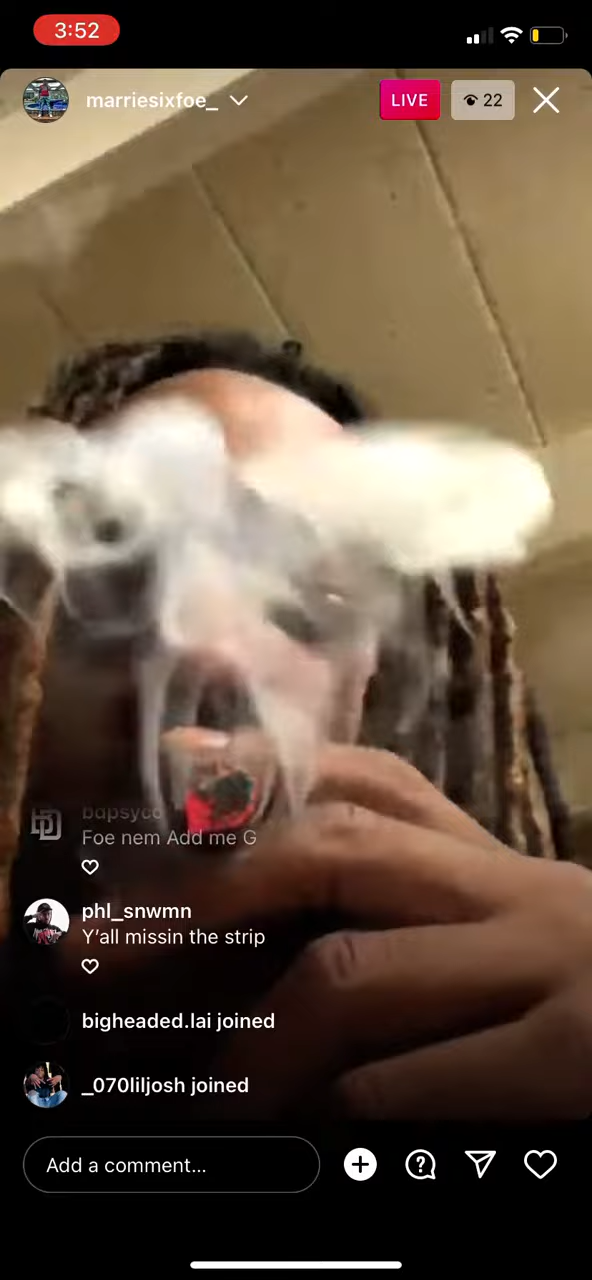 3:52
marriesixfoe_
LIVE
22
bapsyco
Foe nem Add me G
phl_snwmn
Y'all missin the strip
bigheaded.lai joined
_070liljosh joined
Add a comment...